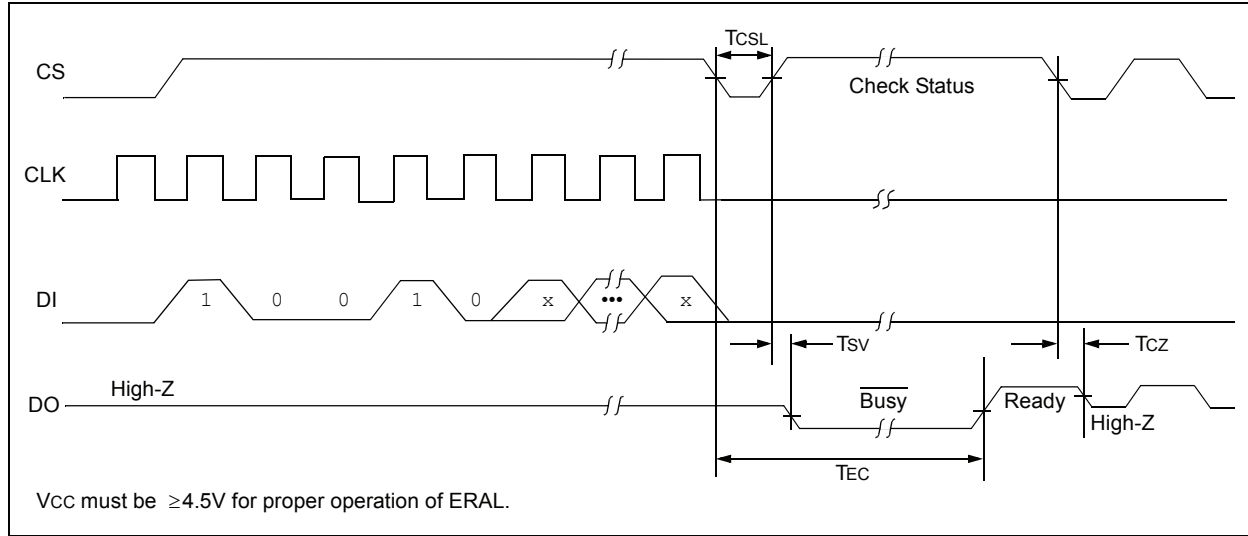 TCSL
CS
Check Status
CLK
DI 1 0 0 1 0 x ••• x
TSV TCZ
High-Z
DO Busy Ready High-Z
TEC
VCC must be ≥4.5V for proper operation of ERAL.